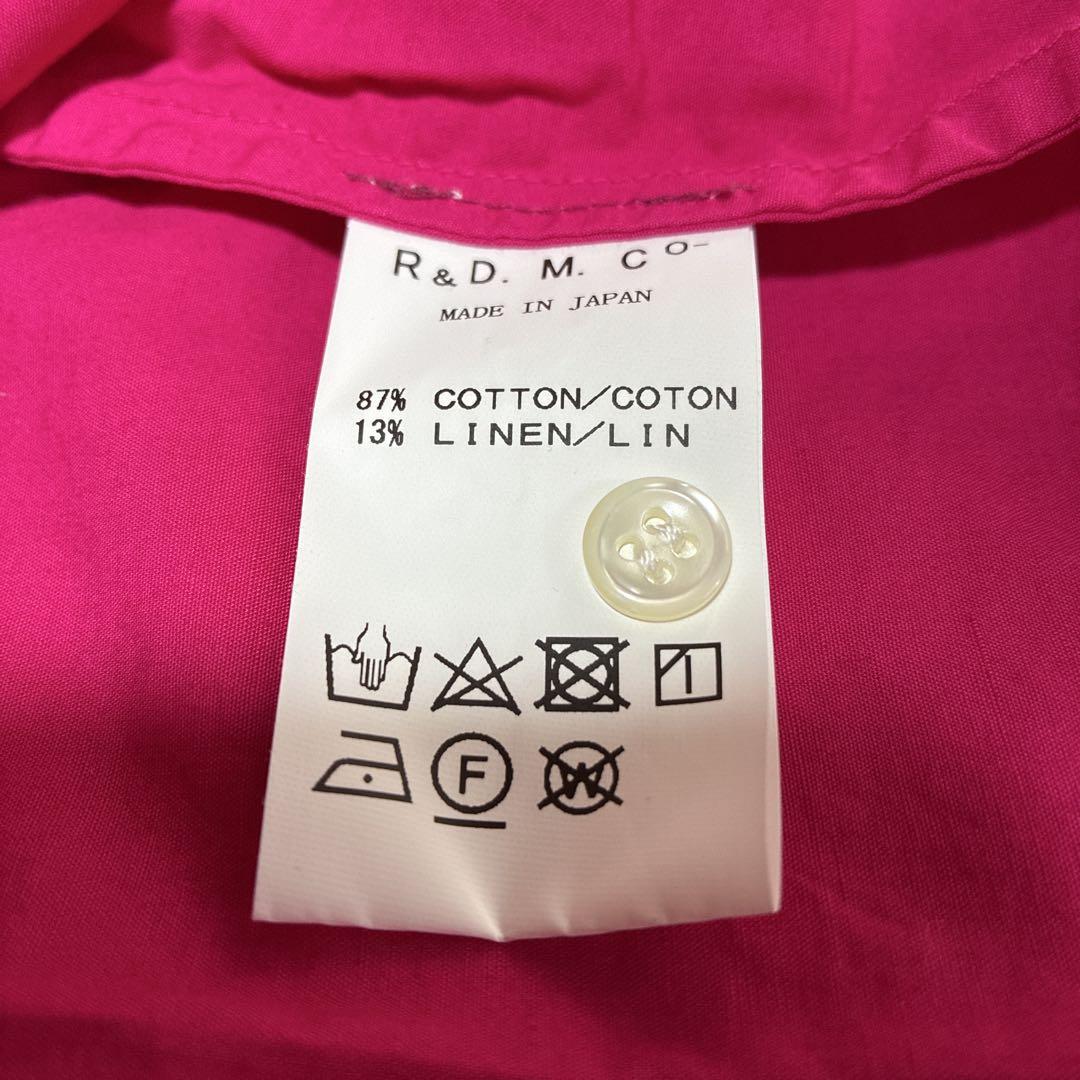 R & D. M. Co-
MADE IN JAPAN
87% COTTON/COTON
13% LINEN/LIN
F
W